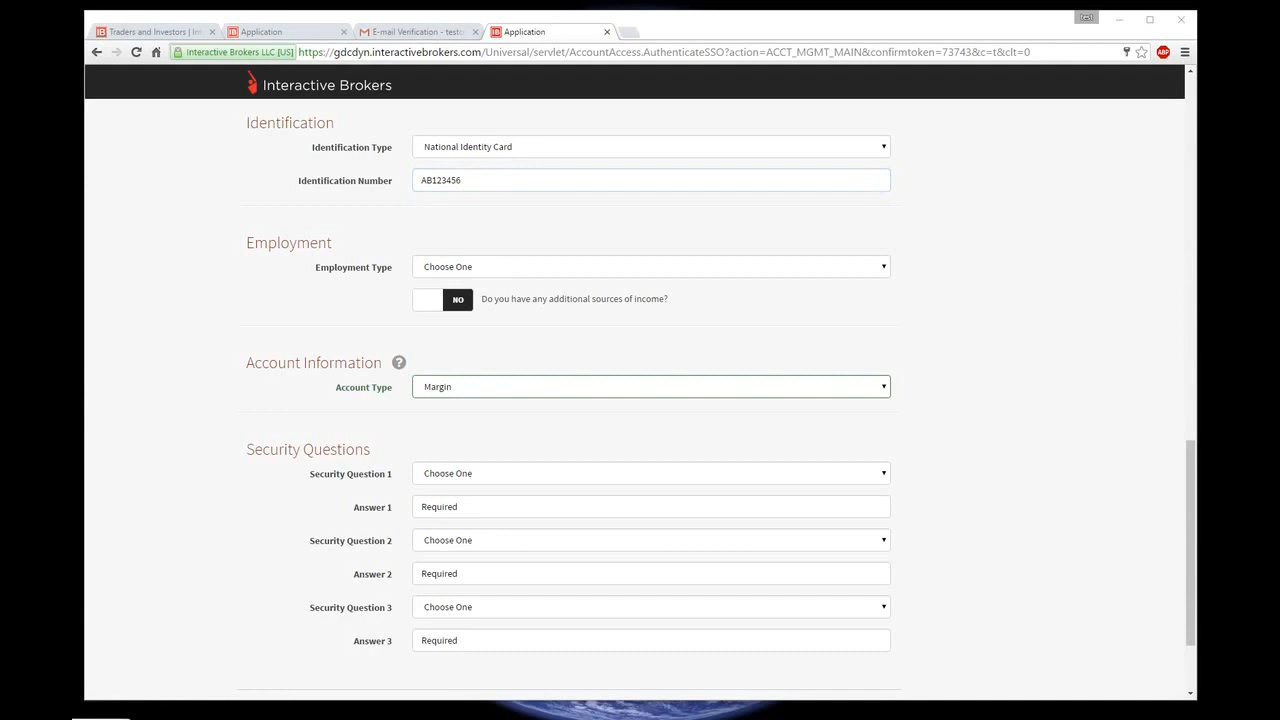 test
Traders and Investors | Int
Application
E-mail Verification - testc
Application
Interactive Brokers LLC [US]
https://gdcdyn.interactivebrokers.com/Universal/servlet/AccountAccess.AuthenticateSSO?action=ACCT_MGMT_MAIN&confirmtoken=73743&c=t&clt=0
ABP
Interactive Brokers
Identification
Identification Type
National Identity Card
Identification Number
AB123456
Employment
Employment Type
Choose One
NO
Do you have any additional sources of income?
Account Information ?
Account Type
Margin
Security Questions
Security Question 1
Choose One
Answer 1
Required
Security Question 2
Choose One
Answer 2
Required
Security Question 3
Choose One
Answer 3
Required